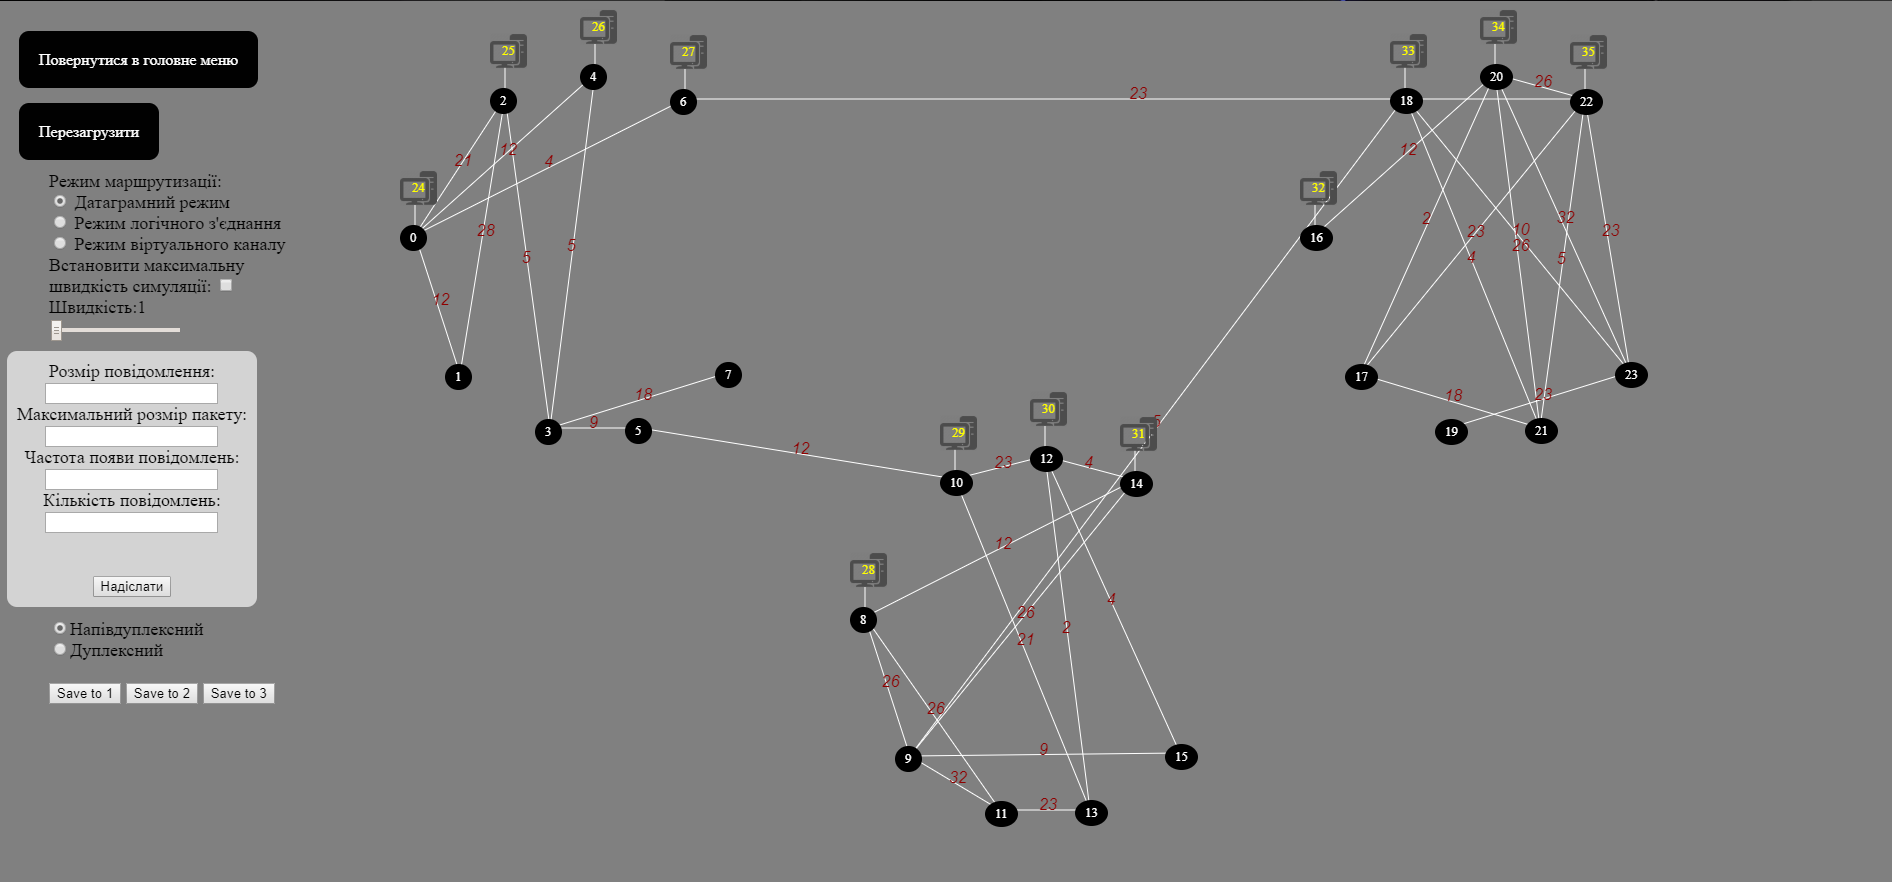 Повернутися в головне меню
Перезагрузити
Режим маршрутизації:
Датаграмний режим
Режим логічного з'єднання
Режим віртуального каналу
Встановити максимальну
швидкість симуляції:
Швидкість:1
Розмір повідомлення:
Максимальний розмір пакету:
Частота появи повідомлень:
Кількість повідомлень:
Надіслати
Напівдуплексний
Дуплексний
Save to 1 Save to 2 Save to 3
26 34
25 27 33 35
4 20
26
2 6 23 18 22
12 12
21 4
24 32
2 32
28 10 23
23
0 16
5 26
5 4 5
12
1 7 17 23
18 18 23
30
9 5
3 5 29 31 19 21
12
12
23 4
10 14
12
28
4
26
8 2
21
26
26
9
9 15
32
23
11 13